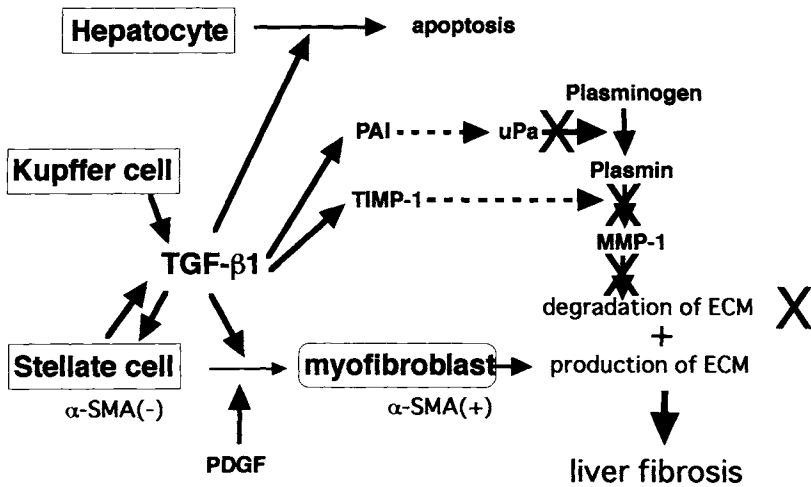 Hepatocyte
apoptosis
Plasminogen
PAI
uPa
Kupffer cell
Plasmin
TIMP-1
MMP-1
TGF-β1
degradation of ECM
+
Stellate cell
myofibroblast
production of ECM
α-SMA(-)
α-SMA(+)
PDGF
liver fibrosis